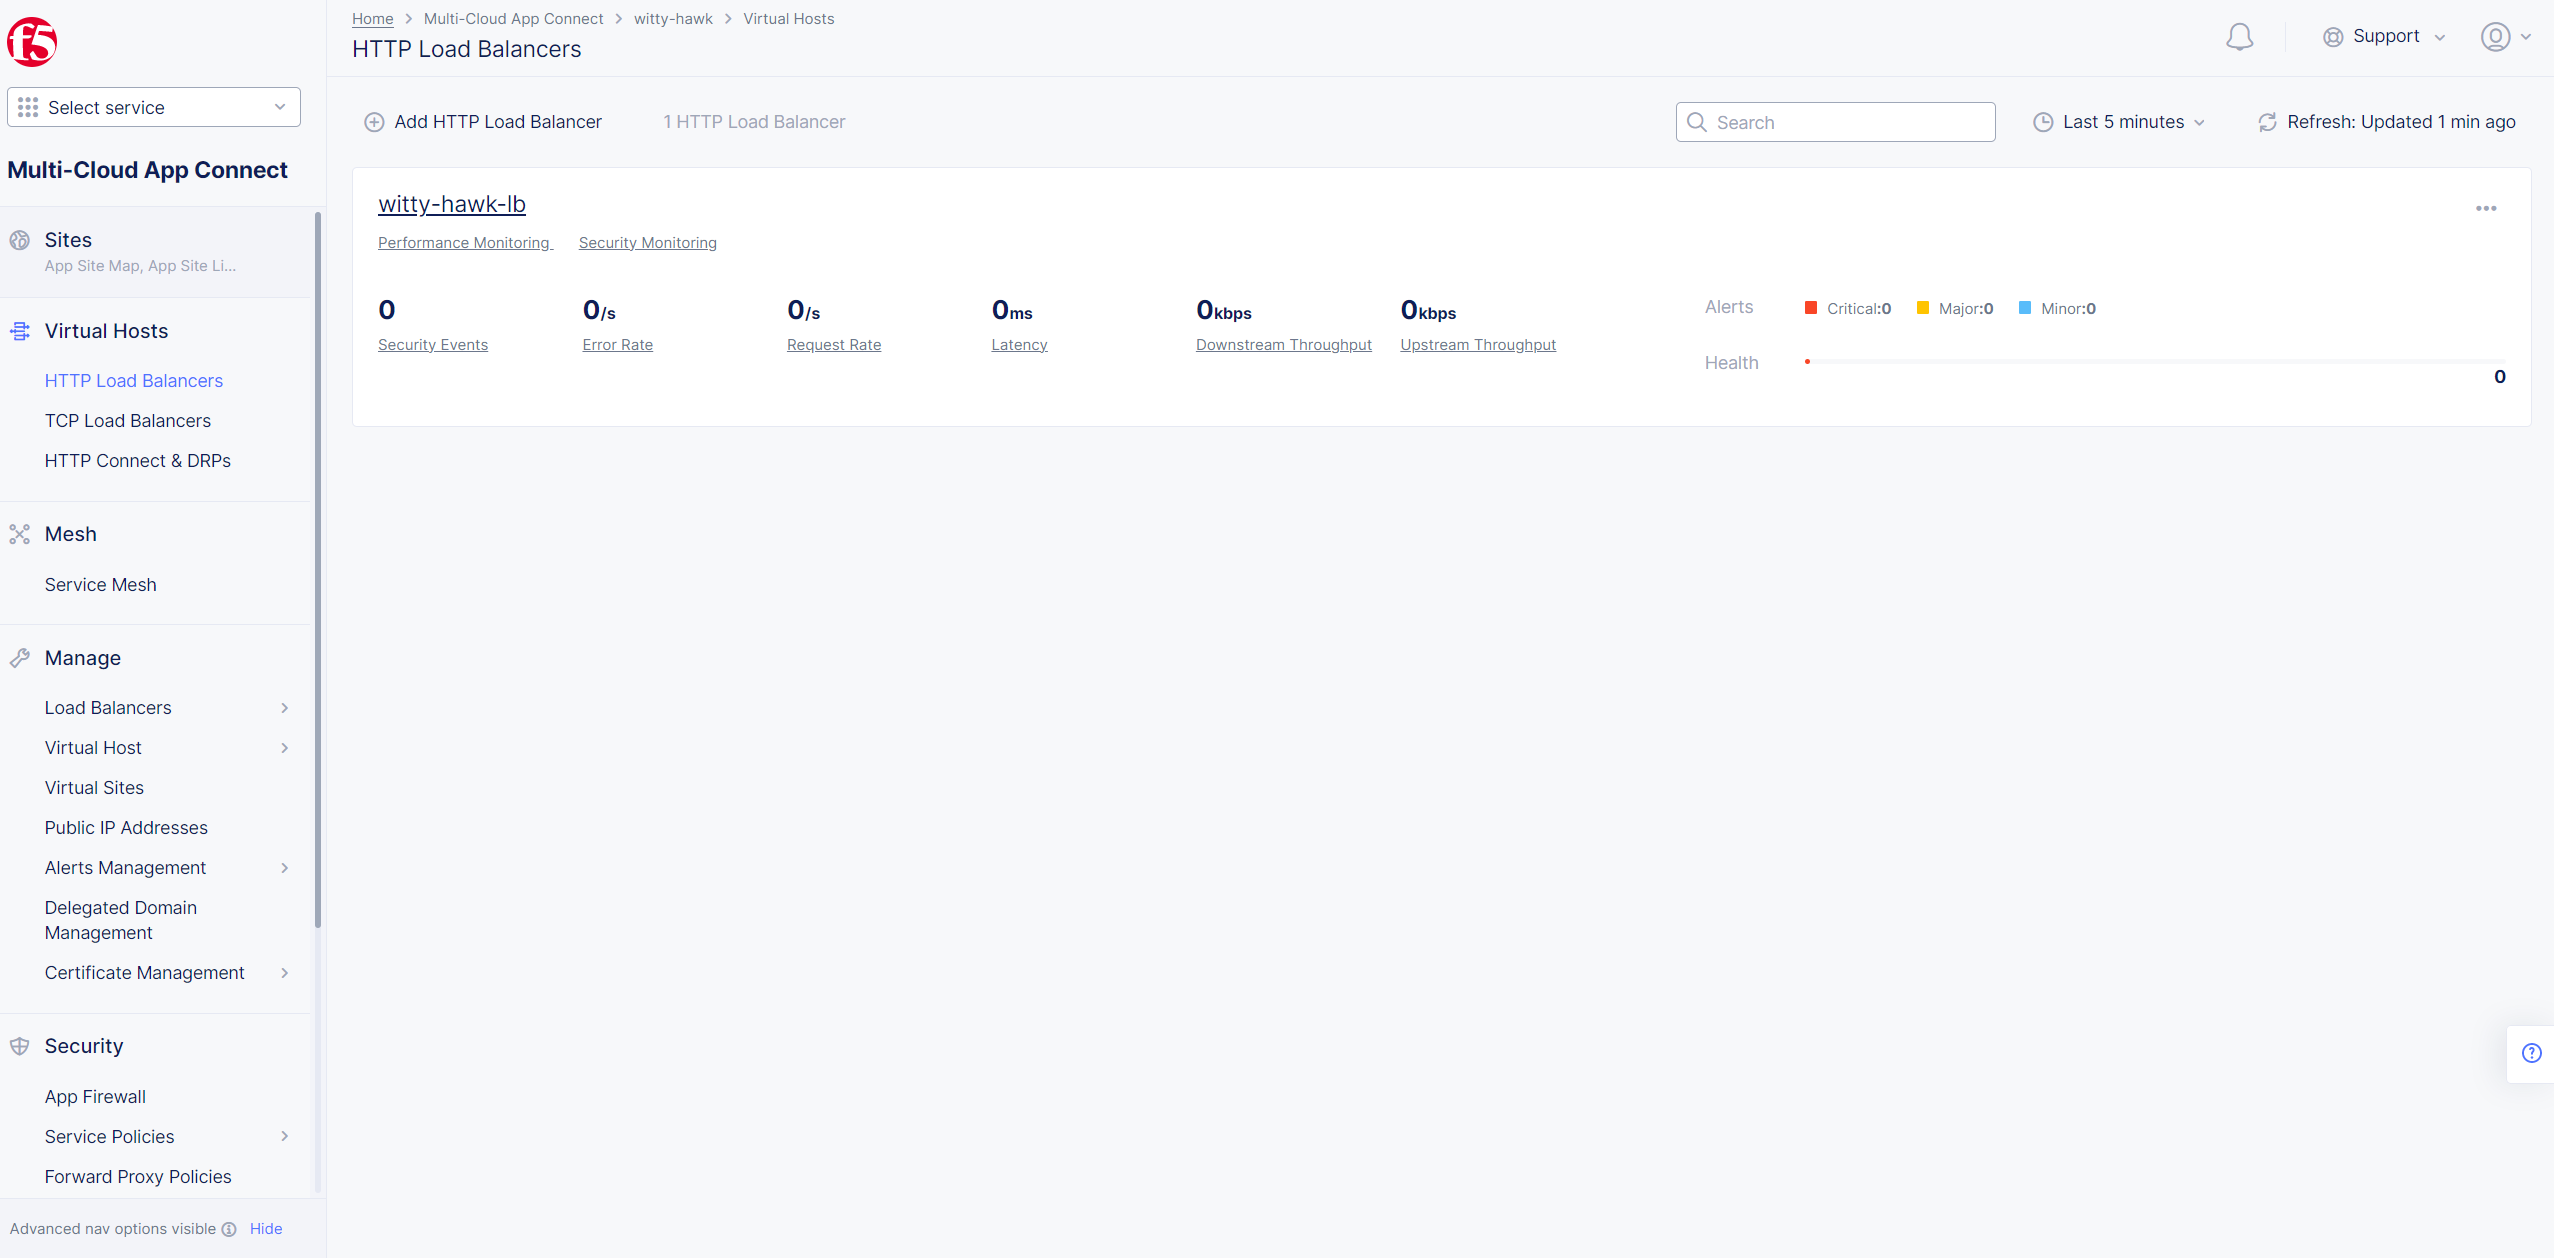 f5
Select service
Multi-Cloud App Connect
Sites
App Site Map, App Site Li...
Virtual Hosts
HTTP Load Balancers
TCP Load Balancers
HTTP Connect & DRPs
Mesh
Service Mesh
Manage
Load Balancers
Virtual Host
Virtual Sites
Public IP Addresses
Alerts Management
Delegated Domain
Management
Certificate Management
Security
App Firewall
Service Policies
Forward Proxy Policies
Advanced nav options visible Hide
Home > Multi-Cloud App Connect > witty-hawk > Virtual Hosts
HTTP Load Balancers
Support
Add HTTP Load Balancer 1 HTTP Load Balancer Search Last 5 minutes Refresh: Updated 1 min ago
witty-hawk-lb
Performance Monitoring Security Monitoring
0 0/s 0/s 0ms 0kbps 0kbps
Security Events Error Rate Request Rate Latency Downstream Throughput Upstream Throughput
Alerts Critical:0 Major:0 Minor:0
Health
0